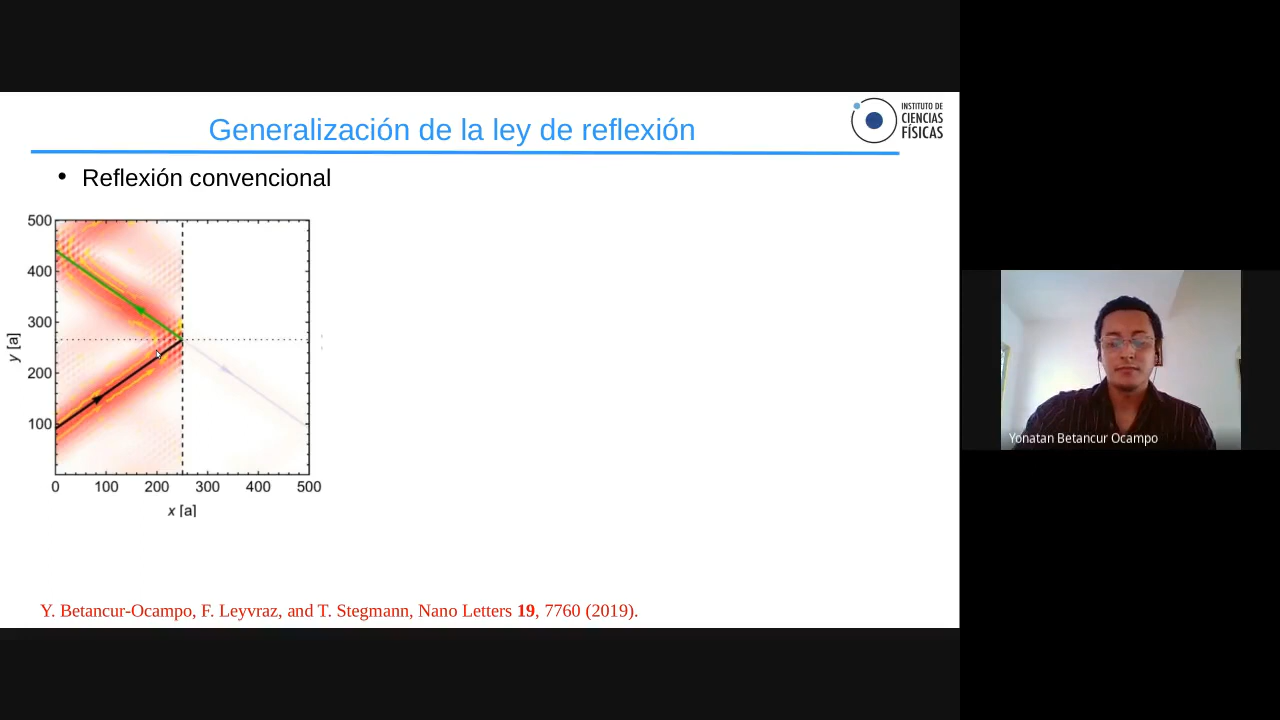 Generalización de la ley de reflexión
INSTITUTO DE
CIENCIAS
FÍSICAS
• Reflexión convencional
500
400
300
200
100
y [a]
0 100 200 300 400 500
x [a]
Y. Betancur-Ocampo, F. Leyvraz, and T. Stegmann, Nano Letters 19, 7760 (2019).
Yonatan Betancur Ocampo